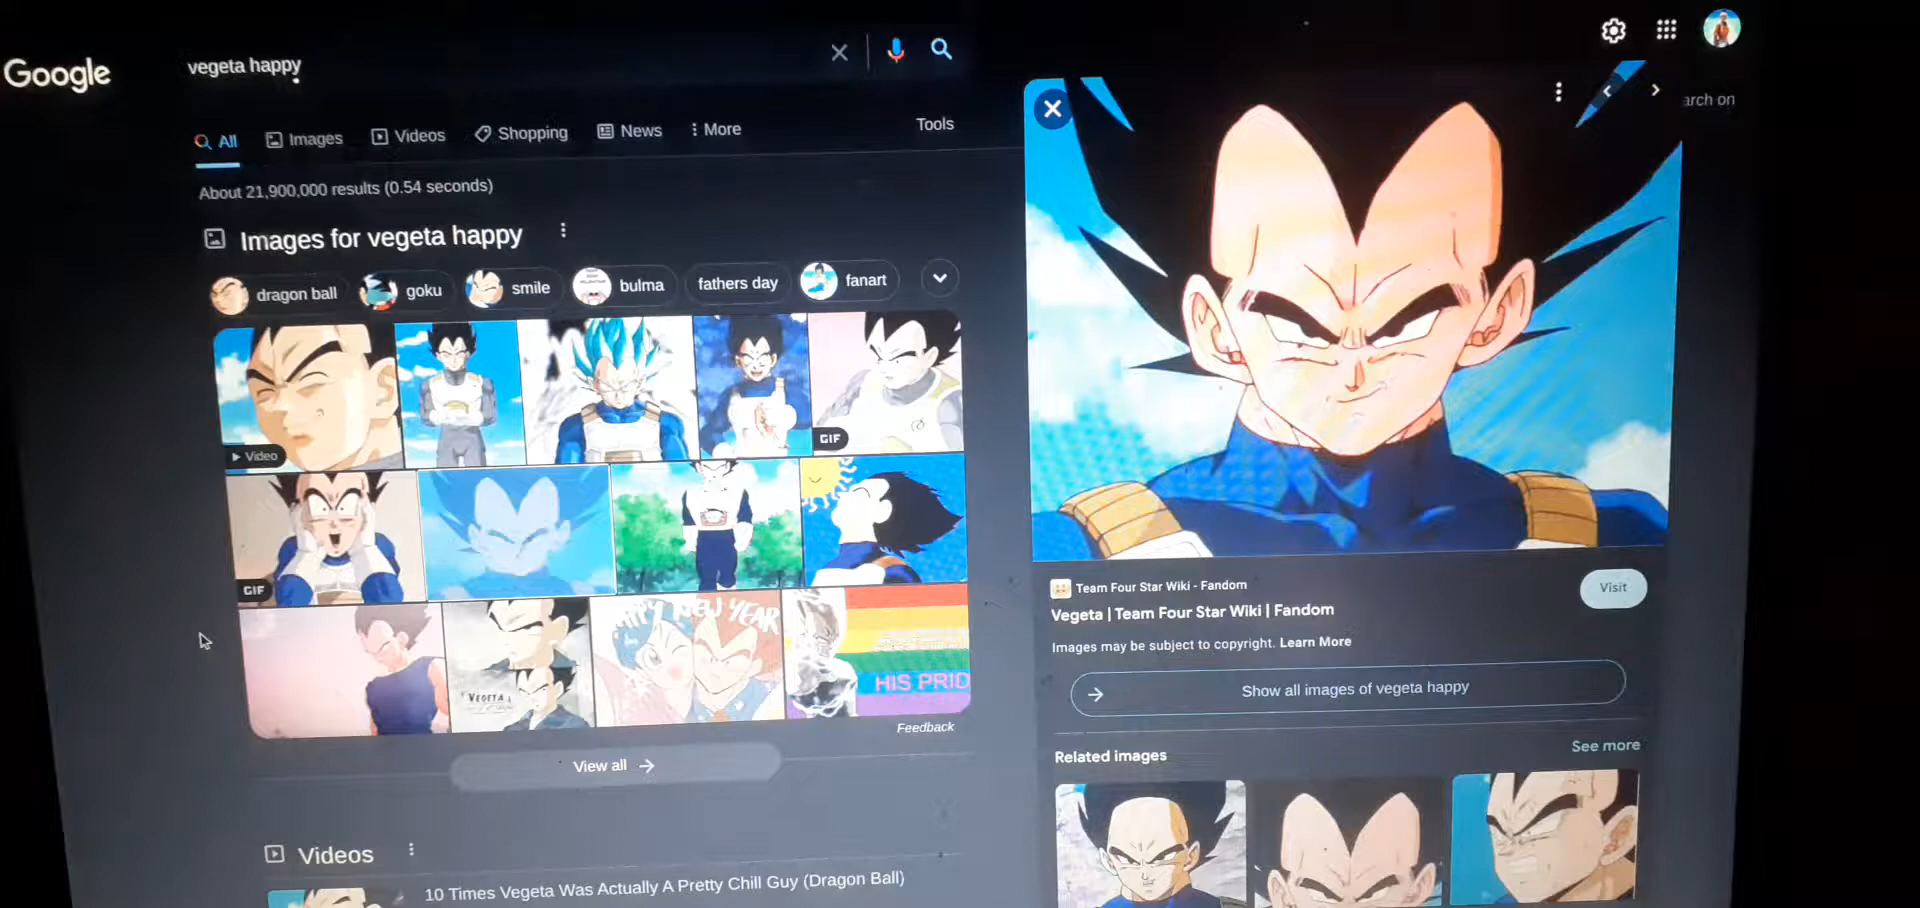 Google
vegeta happy
All
Images
Videos
Shopping
News
More
Tools
arch on
About 21,900,000 results (0.54 seconds)
Images for vegeta happy
dragon ball
goku
smile
bulma
fathers day
fanart
Video
GIF
GIF
VEGETA
NEW YEAR
HIS PRID
Feedback
View all
Videos
10 Times Vegeta Was Actually A Pretty Chill Guy (Dragon Ball)
Team Four Star Wiki - Fandom
Visit
Vegeta | Team Four Star Wiki | Fandom
Images may be subject to copyright. Learn More
Show all images of vegeta happy
Related images
See more